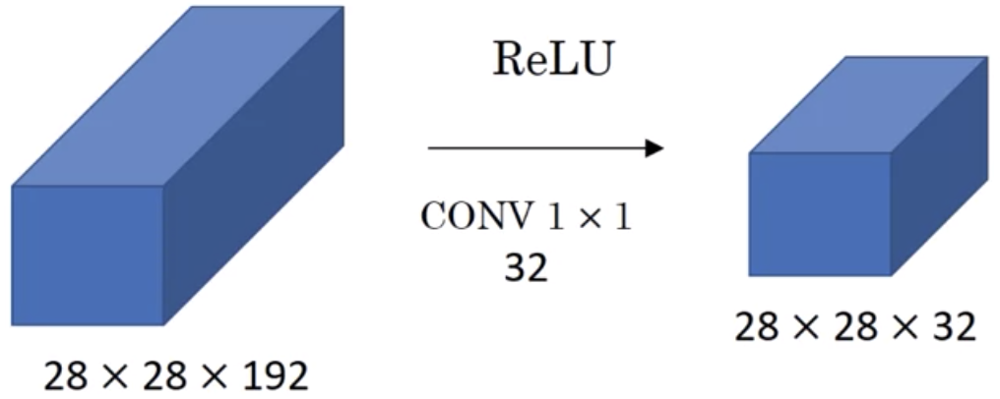 ReLU
CONV 1 × 1
32
28 × 28 × 192
28 × 28 × 32